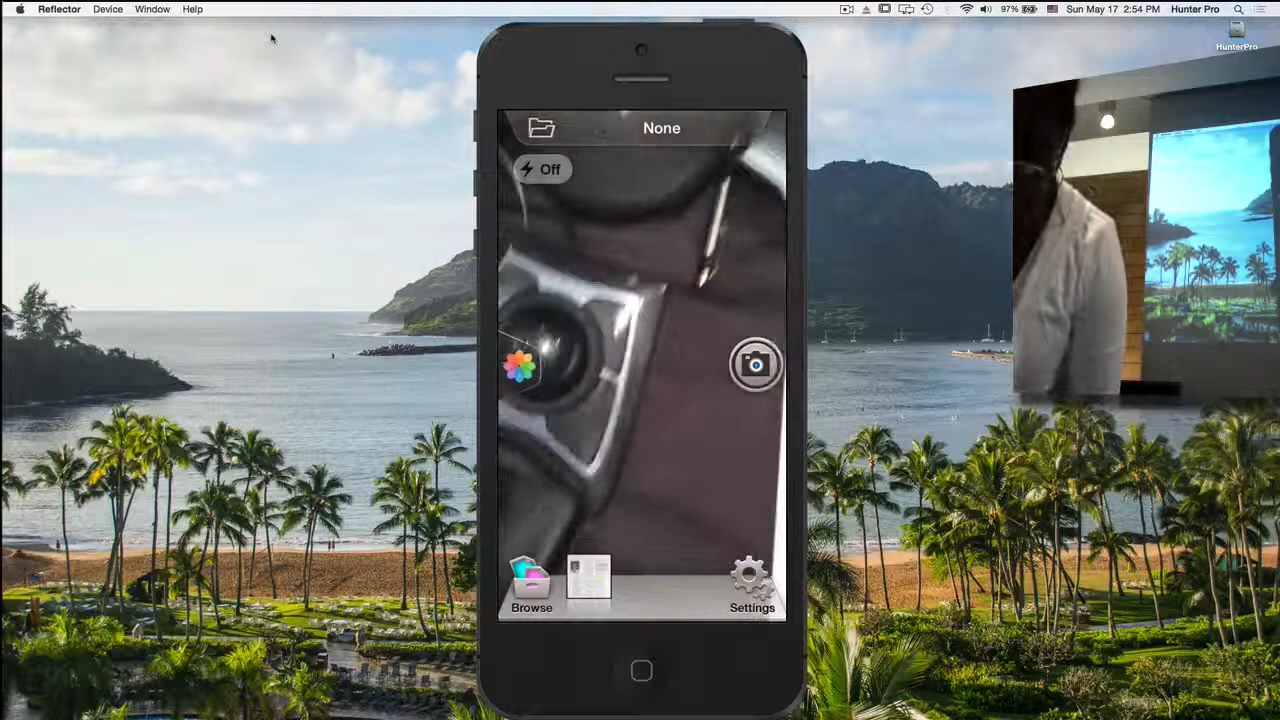 Reflector Device Window Help
97% Sun May 17 2:54 PM Hunter Pro
HunterPro
None
Off
Browse
Settings